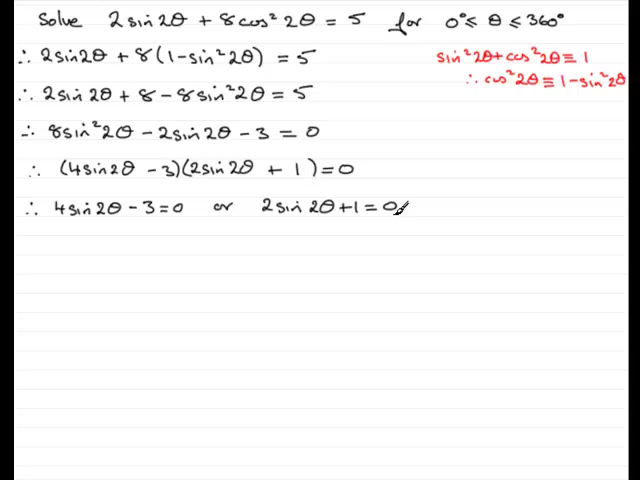 Solve 2sin2θ + 8cos²2θ = 5 for 0° ≤ θ ≤ 360°
∴ 2sin2θ + 8(1-sin²2θ) = 5
sin²2θ+cos²2θ ≡ 1
∴ cos²2θ ≡ 1-sin²2θ
∴ 2sin2θ + 8 - 8sin²2θ = 5
∴ 8sin²2θ - 2sin2θ - 3 = 0
∴ (4sin2θ - 3)(2sin2θ + 1) = 0
∴ 4sin2θ - 3 = 0 or 2sin2θ + 1 = 0